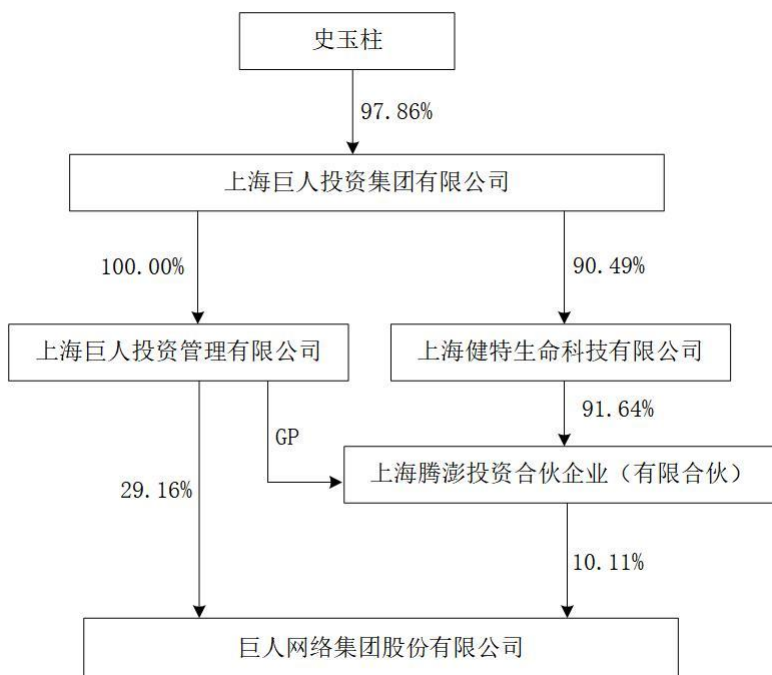 史玉柱
97.86%
上海巨人投资集团有限公司
100.00%
90.49%
上海巨人投资管理有限公司
上海健特生命科技有限公司
91.64%
GP
上海腾澎投资合伙企业（有限合伙）
29.16%
10.11%
巨人网络集团股份有限公司